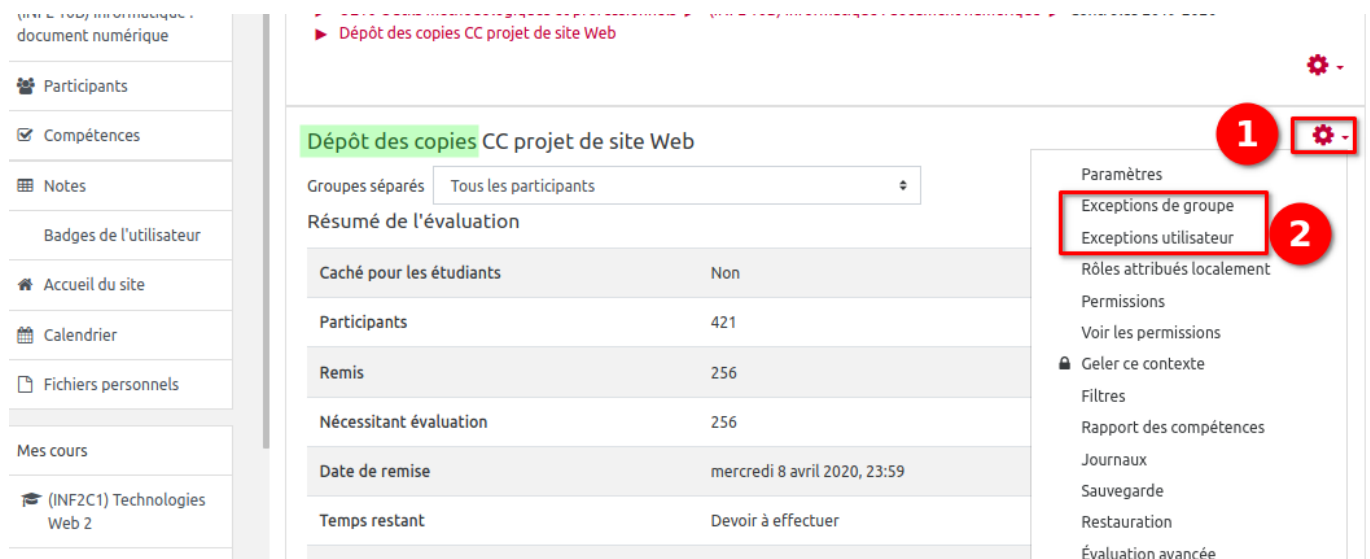 document numérique
Participants
Compétences
Notes
Badges de l'utilisateur
Accueil du site
Calendrier
Fichiers personnels
Mes cours
(INF2C1) Technologies
Web 2
► Dépôt des copies CC projet de site Web
Dépôt des copies CC projet de site Web
1
Groupes séparés Tous les participants
Résumé de l'évaluation
Caché pour les étudiants Non
Participants 421
Remis 256
Nécessitant évaluation 256
Date de remise mercredi 8 avril 2020, 23:59
Temps restant Devoir à effectuer
Paramètres
Exceptions de groupe
Exceptions utilisateur
2
Rôles attribués localement
Permissions
Voir les permissions
Geler ce contexte
Filtres
Rapport des compétences
Journaux
Sauvegarde
Restauration
Évaluation avancée